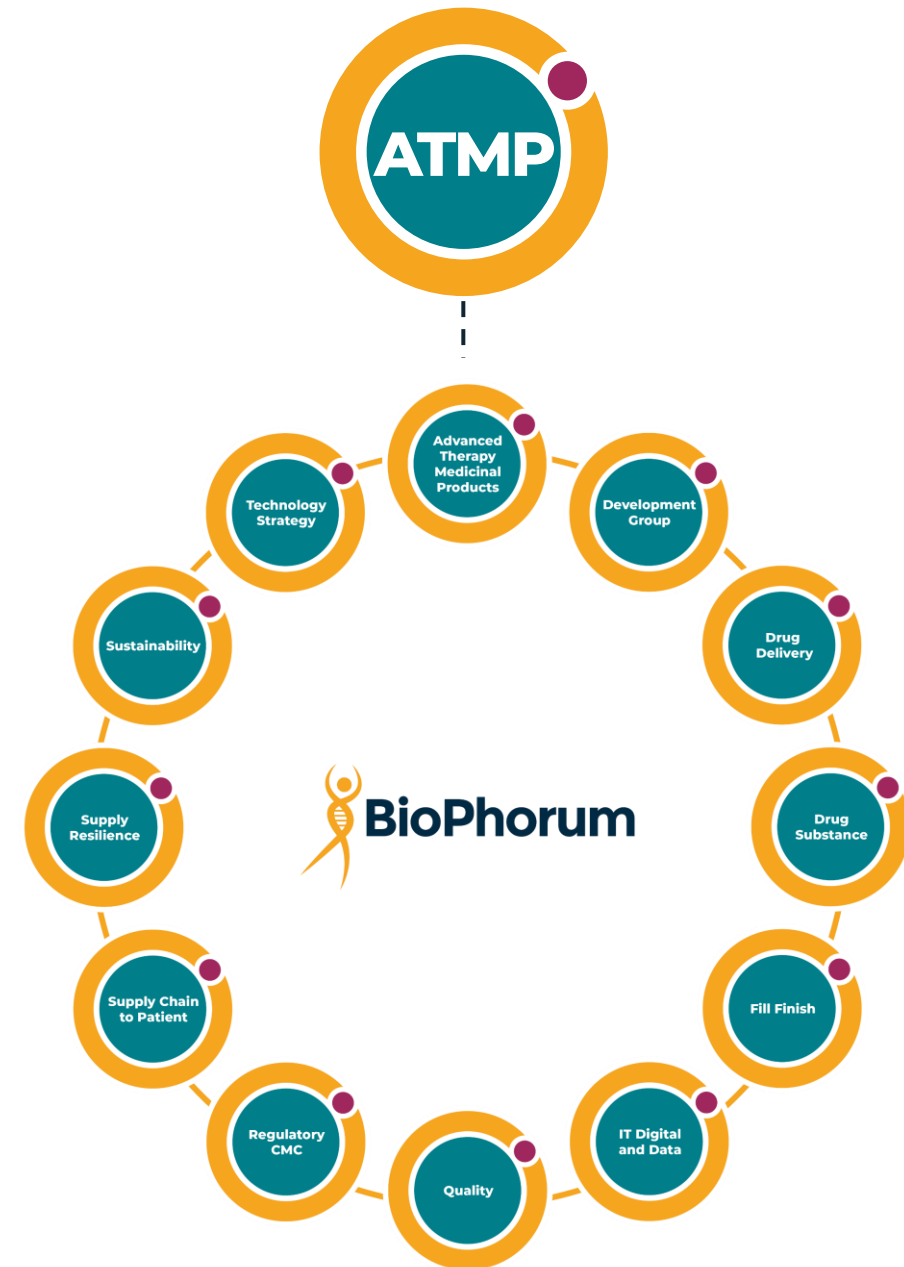 ATMP
Advanced
Therapy
Medicinal
Products
Technology
Strategy
Development
Group
Sustainability
Drug
Delivery
Supply
Resilience
BioPhorum
Drug
Substance
Supply Chain
to Patient
Fill Finish
Regulatory
CMC
IT Digital
and Data
Quality